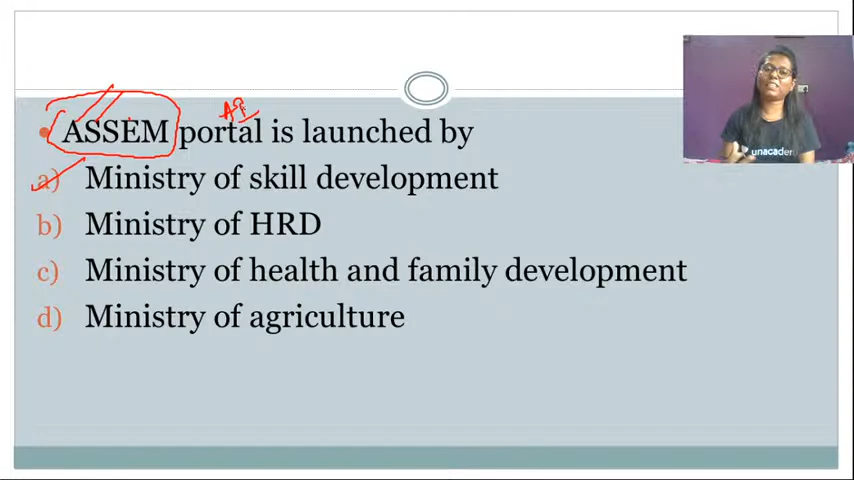 ASSEM portal is launched by
a) Ministry of skill development
b) Ministry of HRD
c) Ministry of health and family development
d) Ministry of agriculture
unacader